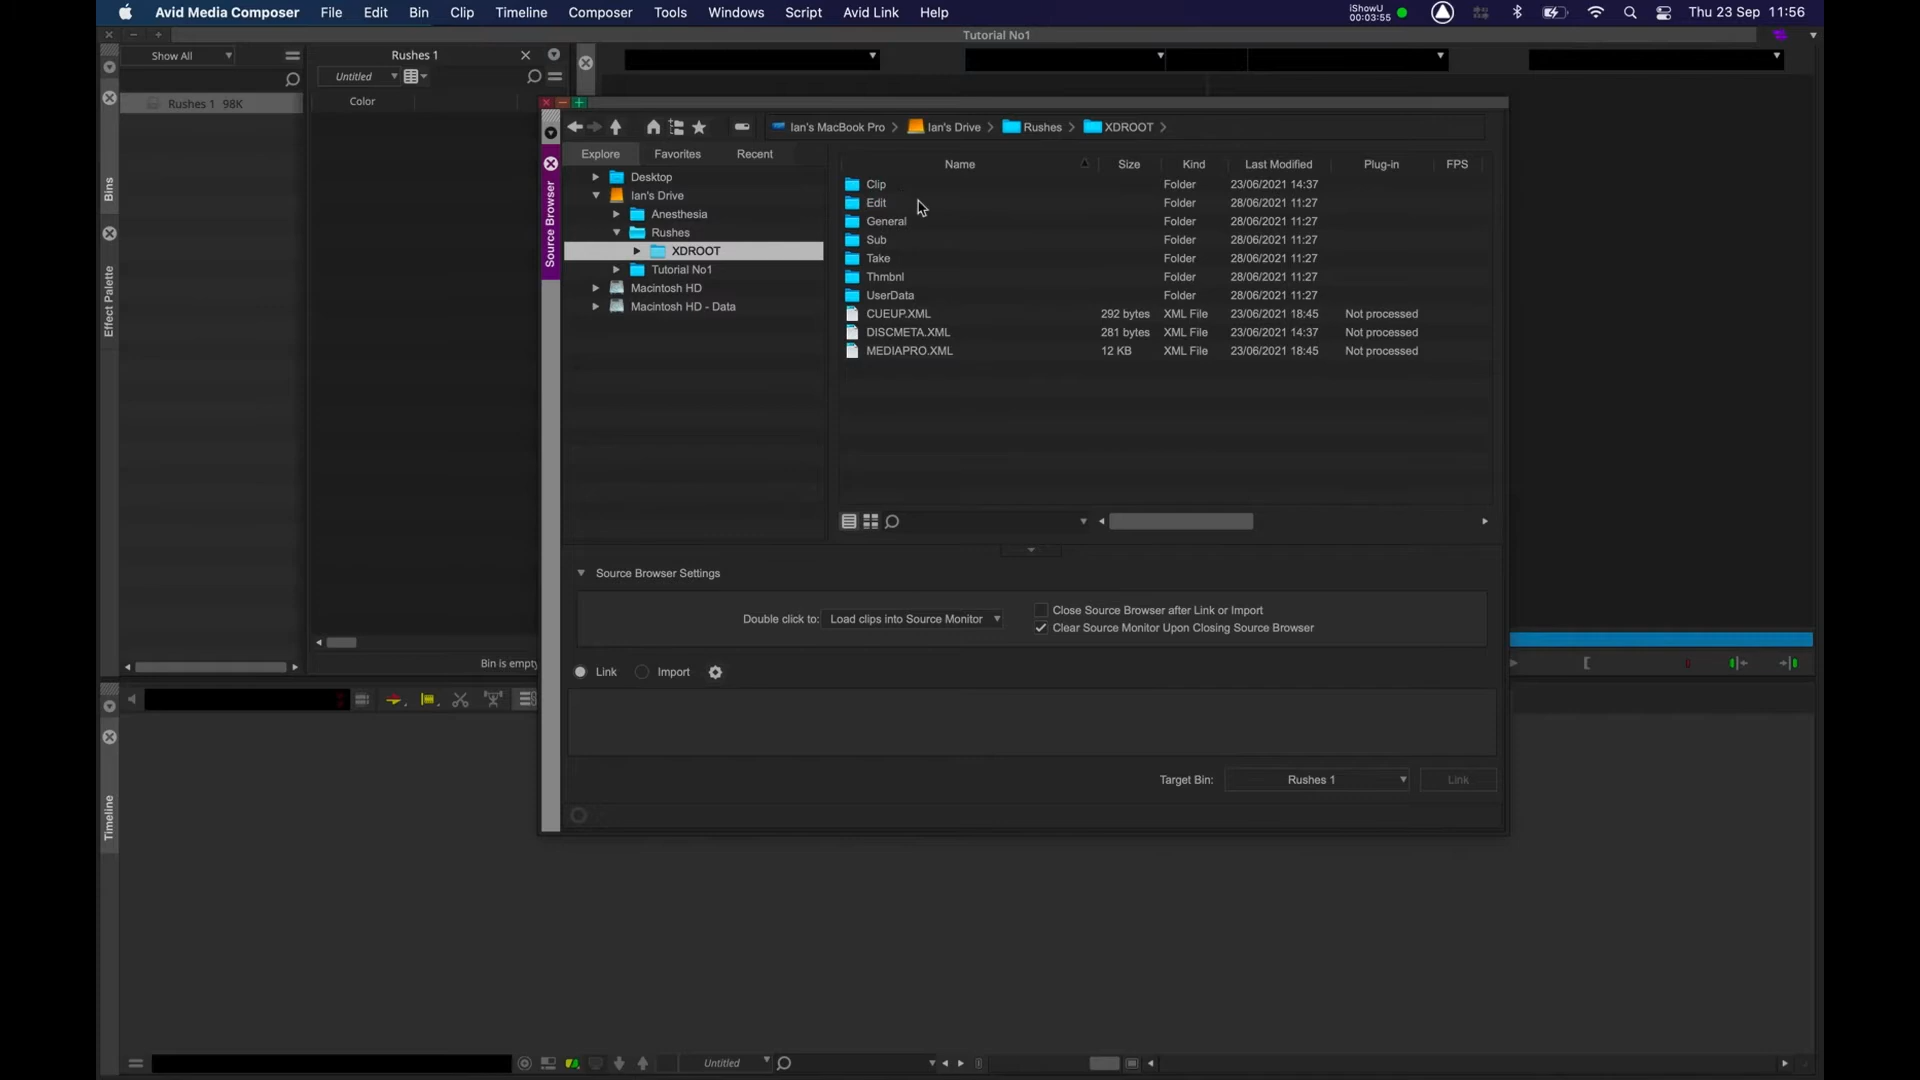 Avid Media Composer File Edit Bin Clip Timeline Composer Tools Windows Script Avid Link Help iShowU 00:03:55 Thu 23 Sep 11:56
Tutorial No1
Show All
Rushes 1
Untitled
Rushes 1 98K
Color
Bins
Effect Palette
Timeline
Source Browser
Ian's MacBook Pro Ian's Drive Rushes XDROOT
Explore Favorites Recent
Desktop
Ian's Drive
Anesthesia
Rushes
XDROOT
Tutorial No1
Macintosh HD
Macintosh HD - Data
Name Size Kind Last Modified Plug-in FPS
Clip Folder 23/06/2021 14:37
Edit Folder 28/06/2021 11:27
General Folder 28/06/2021 11:27
Sub Folder 28/06/2021 11:27
Take Folder 28/06/2021 11:27
Thmbnl Folder 28/06/2021 11:27
UserData Folder 28/06/2021 11:27
CUEUP.XML 292 bytes XML File 23/06/2021 18:45 Not processed
DISCMETA.XML 281 bytes XML File 23/06/2021 14:37 Not processed
MEDIAPRO.XML 12 KB XML File 23/06/2021 18:45 Not processed
Source Browser Settings
Double click to: Load clips into Source Monitor
Close Source Browser after Link or Import
Clear Source Monitor Upon Closing Source Browser
Bin is empty
Link Import
Target Bin: Rushes 1 Link
Untitled